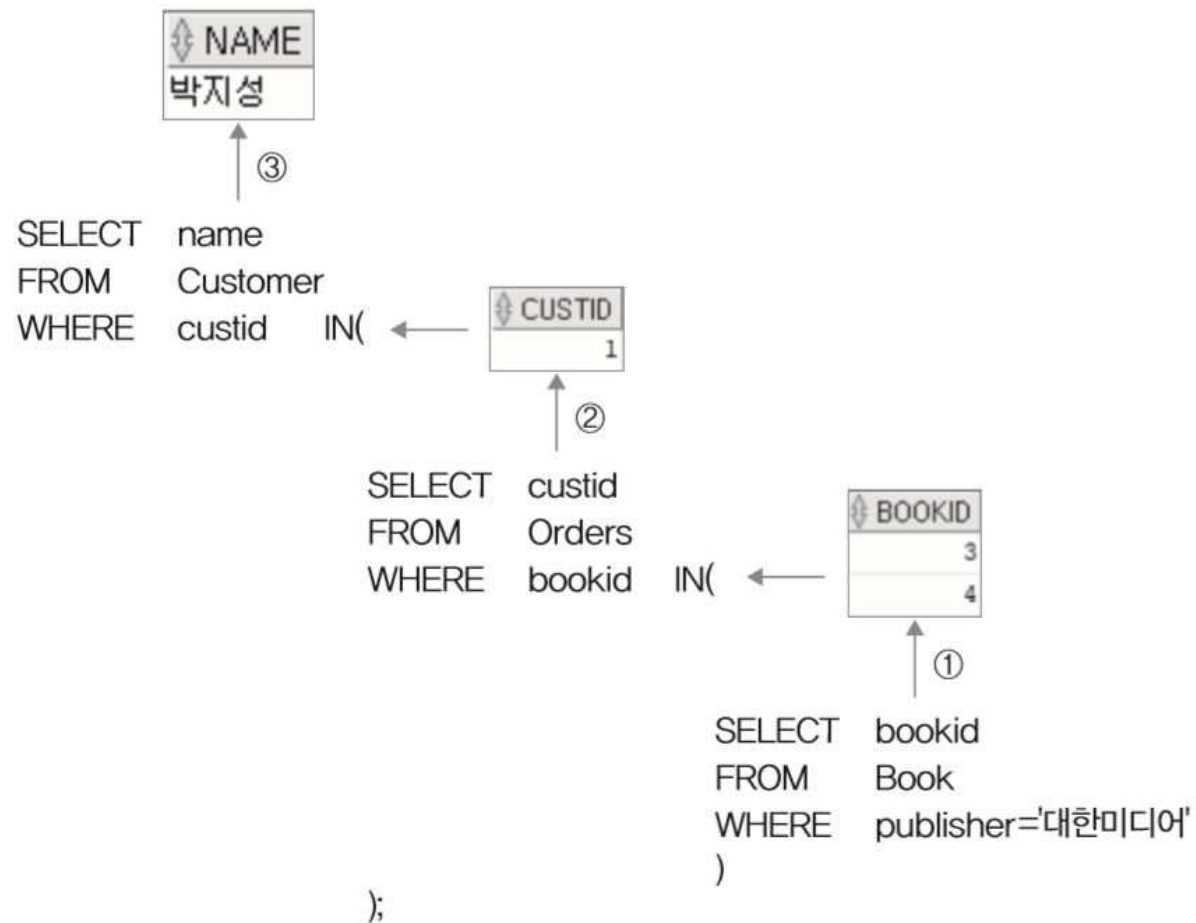 NAME
박지성
③
SELECT name
FROM Customer
WHERE custid IN(
CUSTID
1
②
SELECT custid
FROM Orders
WHERE bookid IN(
BOOKID
3
4
①
SELECT bookid
FROM Book
WHERE publisher='대한미디어'
)
);